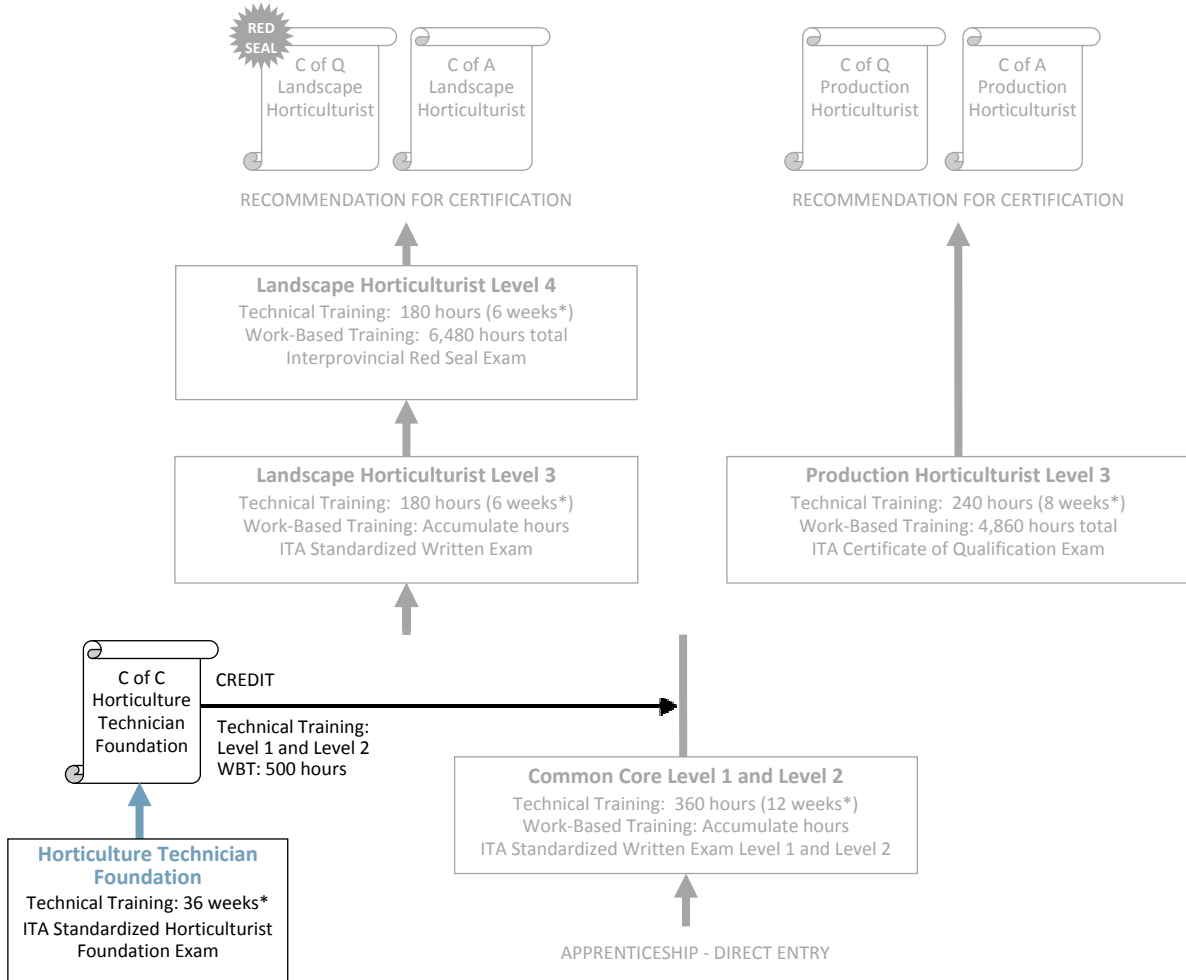 RED
SEAL
C of Q
Landscape
Horticulturist
C of A
Landscape
Horticulturist
C of Q
Production
Horticulturist
C of A
Production
Horticulturist
RECOMMENDATION FOR CERTIFICATION
RECOMMENDATION FOR CERTIFICATION
Landscape Horticulturist Level 4
Technical Training: 180 hours (6 weeks*)
Work-Based Training: 6,480 hours total
Interprovincial Red Seal Exam
Landscape Horticulturist Level 3
Technical Training: 180 hours (6 weeks*)
Work-Based Training: Accumulate hours
ITA Standardized Written Exam
Production Horticulturist Level 3
Technical Training: 240 hours (8 weeks*)
Work-Based Training: 4,860 hours total
ITA Certificate of Qualification Exam
C of C
Horticulture
Technician
Foundation
CREDIT
Technical Training:
Level 1 and Level 2
WBT: 500 hours
Common Core Level 1 and Level 2
Technical Training: 360 hours (12 weeks*)
Work-Based Training: Accumulate hours
ITA Standardized Written Exam Level 1 and Level 2
Horticulture Technician
Foundation
Technical Training: 36 weeks*
ITA Standardized Horticulturist
Foundation Exam
APPRENTICESHIP - DIRECT ENTRY